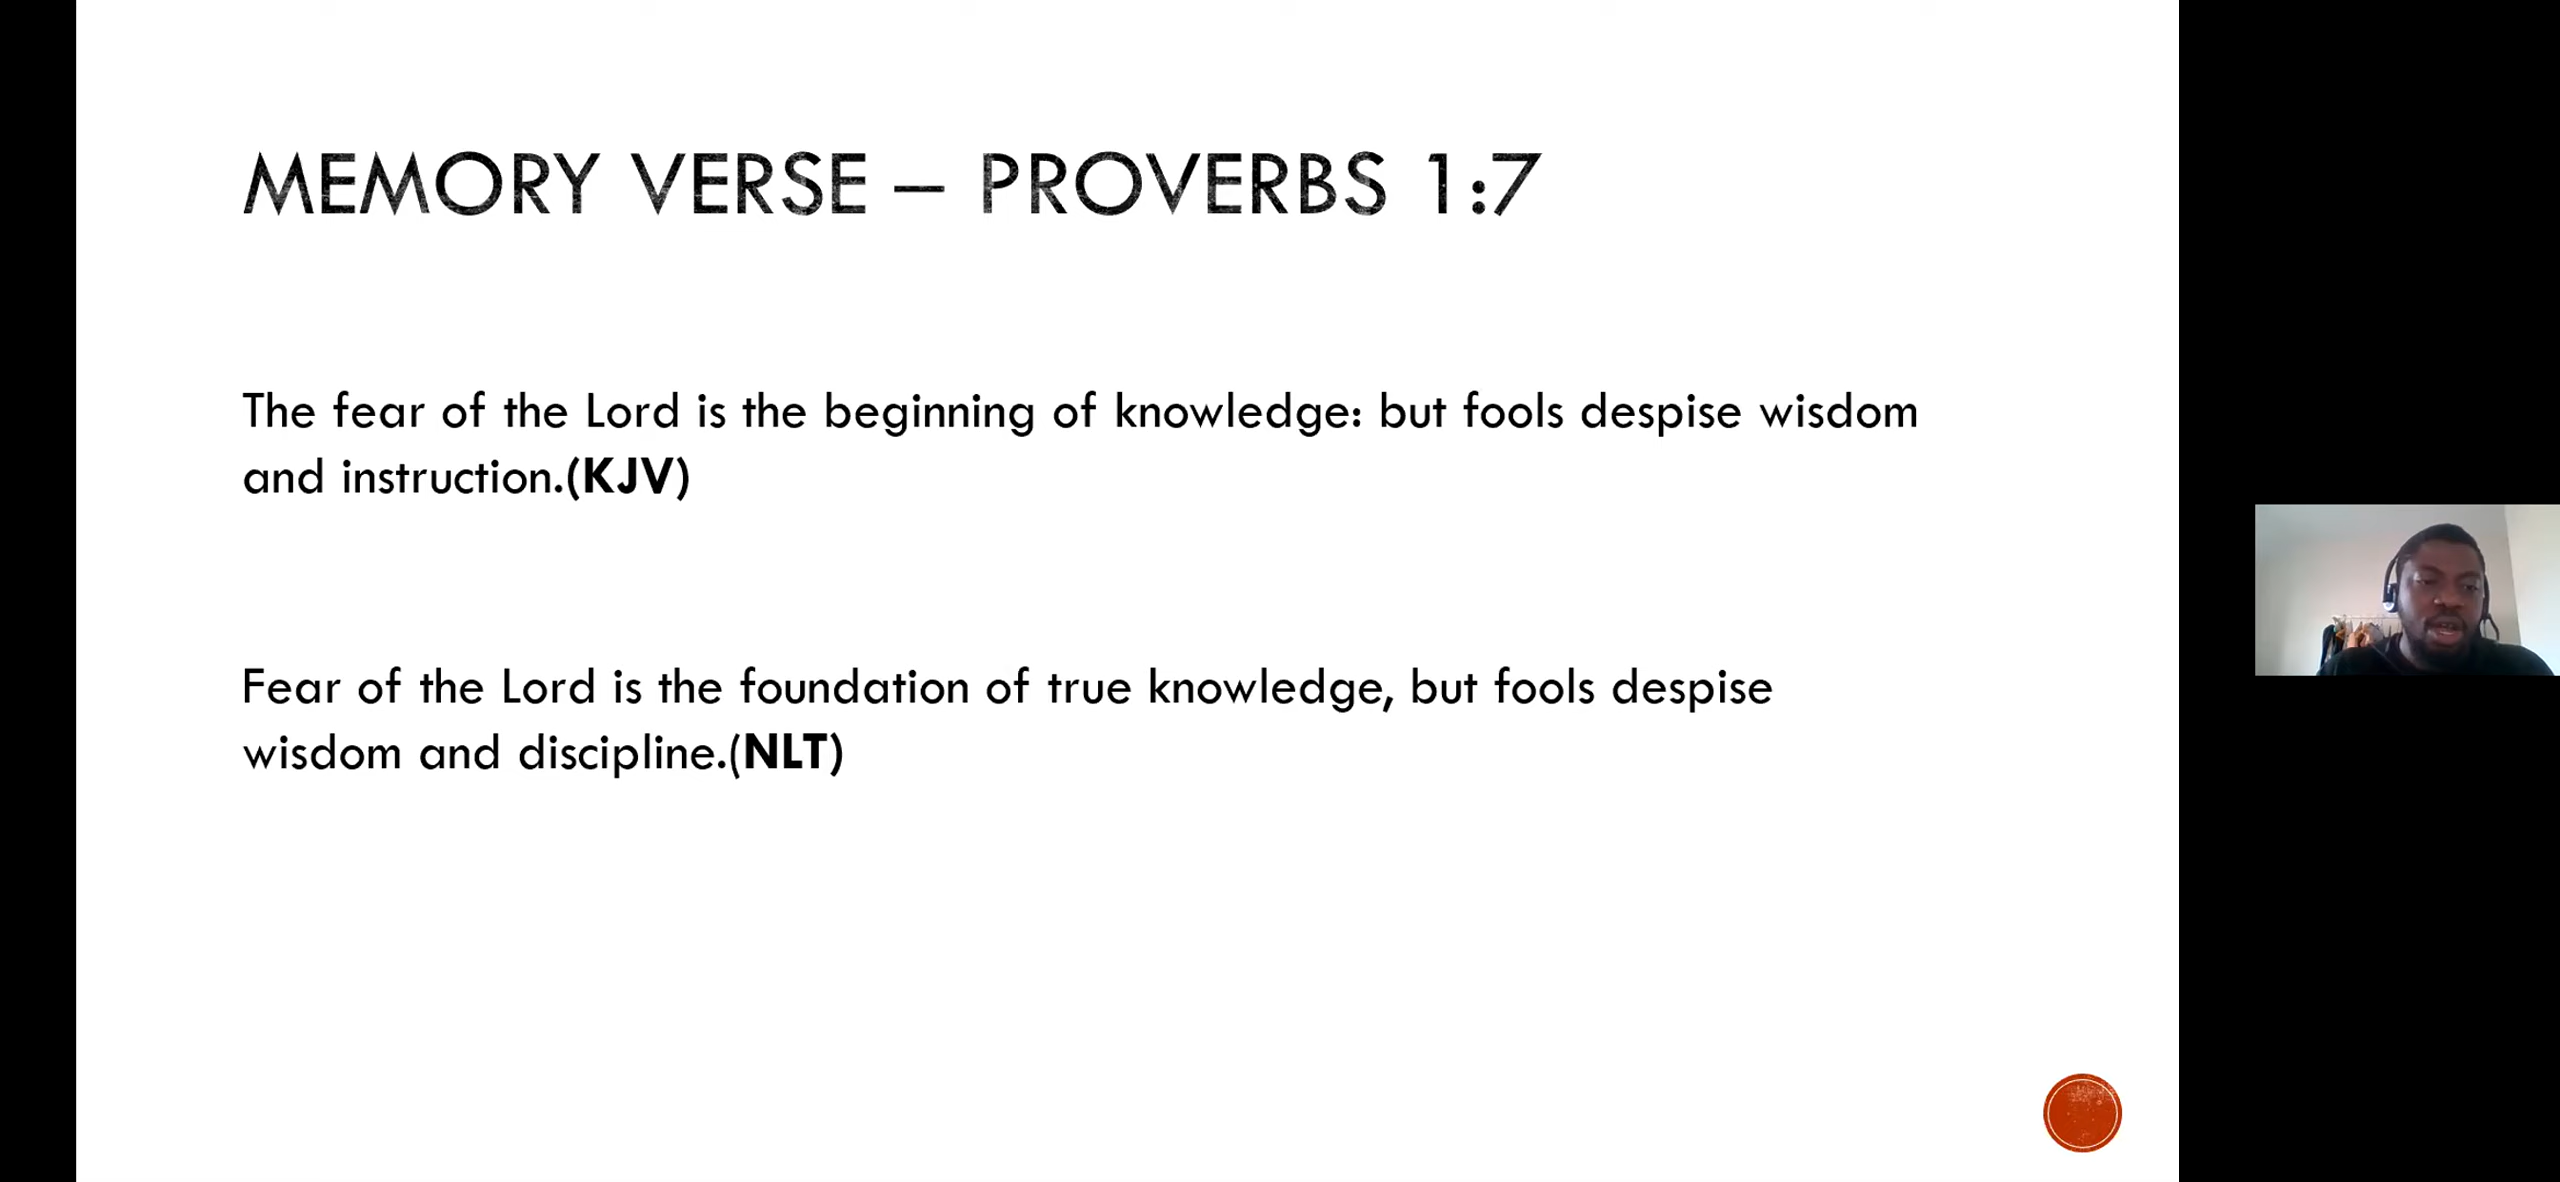 MEMORY VERSE – PROVERBS 1:7
The fear of the Lord is the beginning of knowledge: but fools despise wisdom
and instruction.(KJV)
Fear of the Lord is the foundation of true knowledge, but fools despise
wisdom and discipline.(NLT)